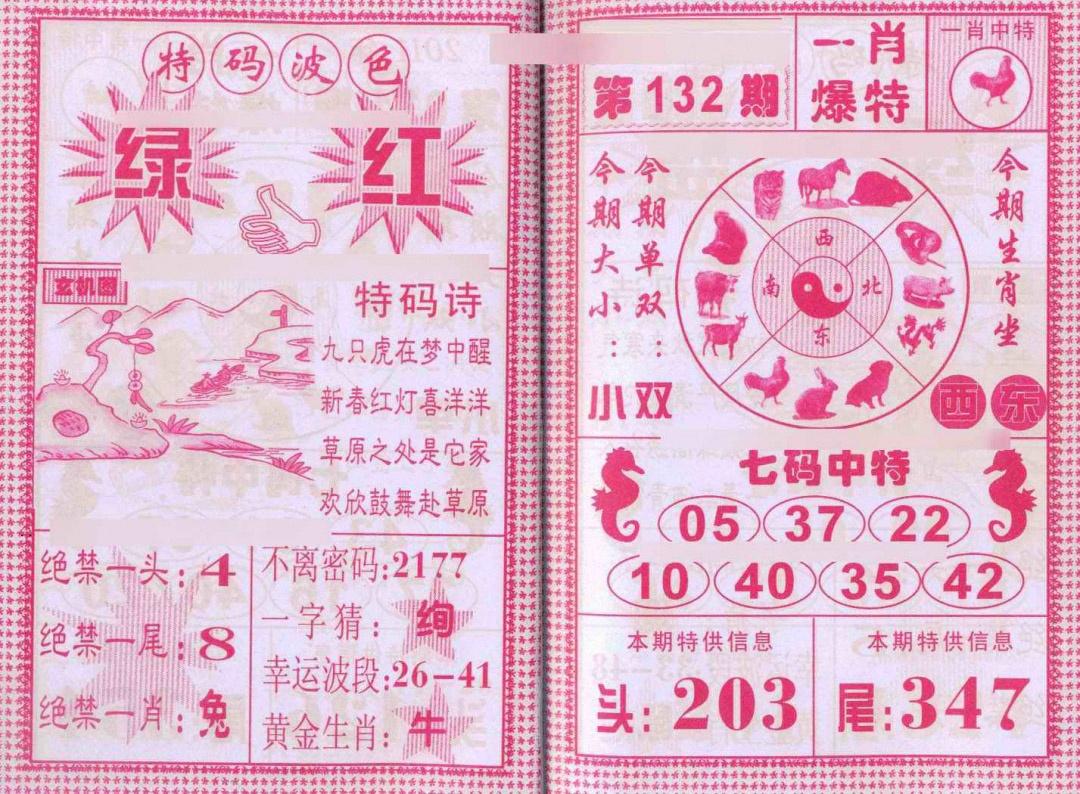 特码波色
绿 红
玄机图
特码诗
九只虎在梦中醒
新春红灯喜洋洋
草原之处是它家
欢欣鼓舞赴草原
绝禁一头:4
绝禁一尾:8
绝禁一肖:兔
不离密码:2177
一字猜:绚
幸运波段:26-41
黄金生肖:牛
第132期
一肖
爆特
一肖中特
今期大小:小
今期单双:双
西
南 北
东
今期生肖坐
西 东
七码中特
05 37 22
10 40 35 42
本期特供信息
头:203
本期特供信息
尾:347